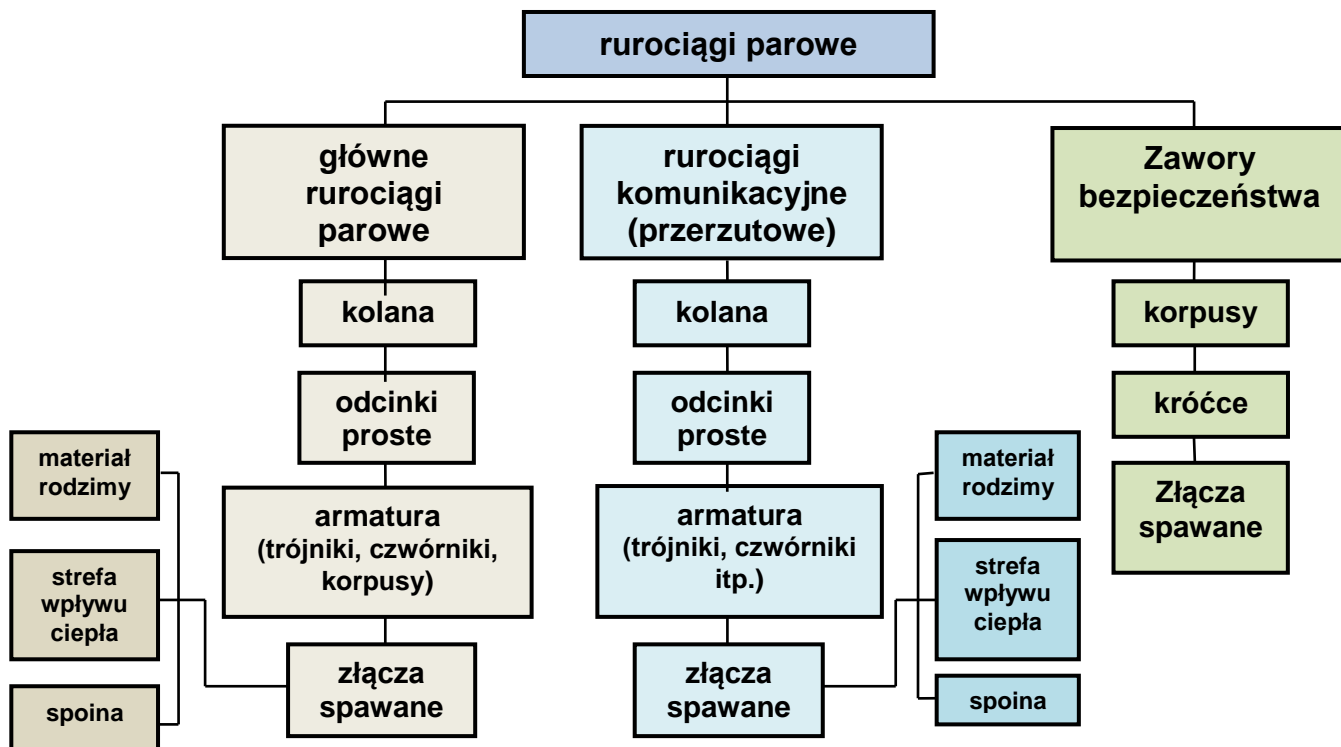 rurociągi parowe
główne
rurociągi
parowe
rurociągi
komunikacyjne
(przerzutowe)
Zawory
bezpieczeństwa
kolana
kolana
korpusy
odcinki
proste
odcinki
proste
króćce
materiał
rodzimy
materiał
rodzimy
Złącza
spawane
armatura
(trójniki, czwórniki,
korpusy)
armatura
(trójniki, czwórniki
itp.)
strefa
wpływu
ciepła
strefa
wpływu
ciepła
złącza
spawane
złącza
spawane
spoina
spoina